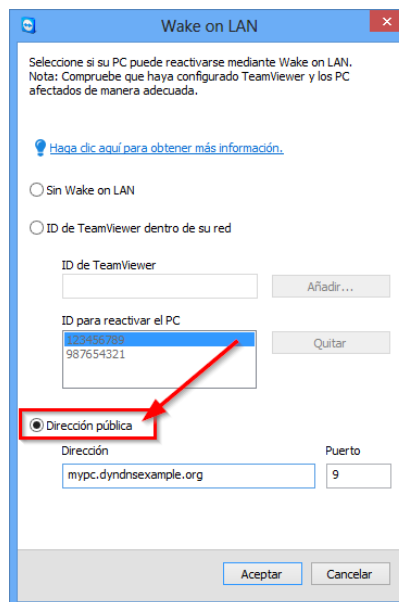 Wake on LAN
Seleccione si su PC puede reactivarse mediante Wake on LAN.
Nota: Compruebe que haya configurado TeamViewer y los PC
afectados de manera adecuada.
Haga clic aquí para obtener más información.
Sin Wake on LAN
ID de TeamViewer dentro de su red
ID de TeamViewer
Añadir...
ID para reactivar el PC
123456789
987654321
Quitar
Dirección pública
Dirección
Puerto
mypc.dyndnsexample.org
9
Aceptar
Cancelar